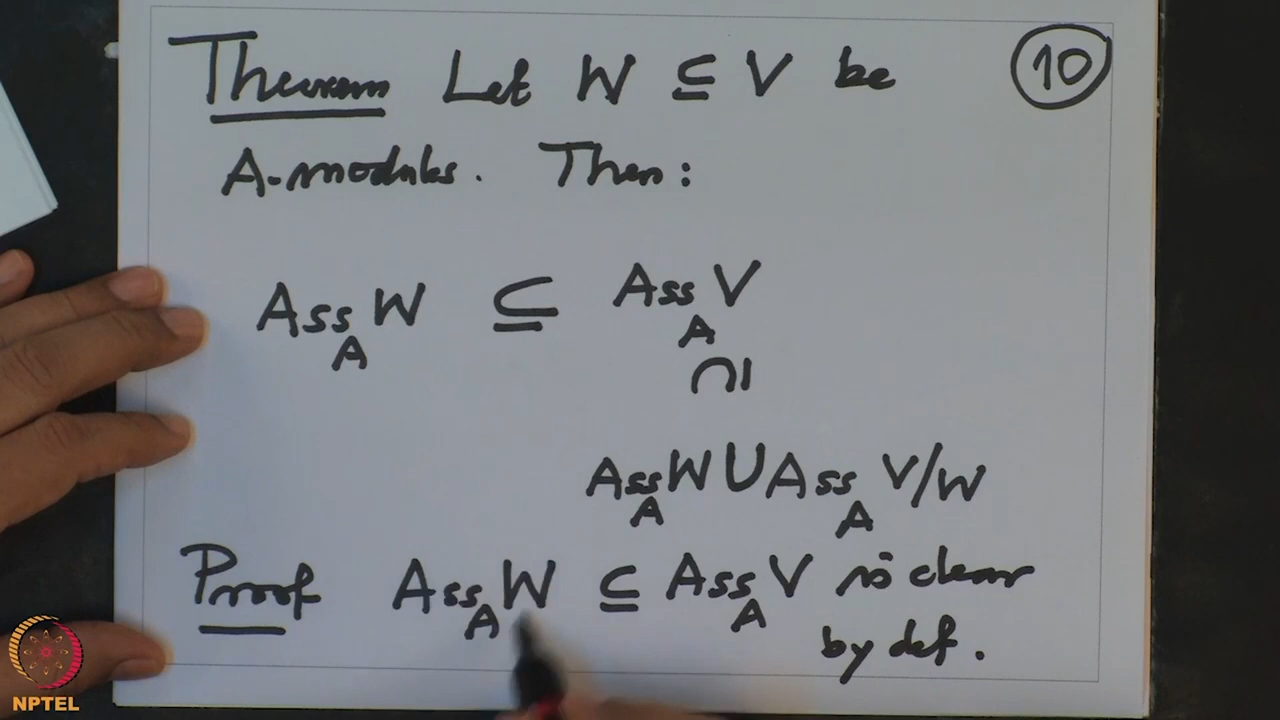 Theorem Let W ⊆ V be
10
A-modules. Then:
Ass_A W ⊆ Ass_A V
∩|
Ass_A W ∪ Ass_A V/W
Proof Ass_A W ⊆ Ass_A V is clear
by def.
NPTEL